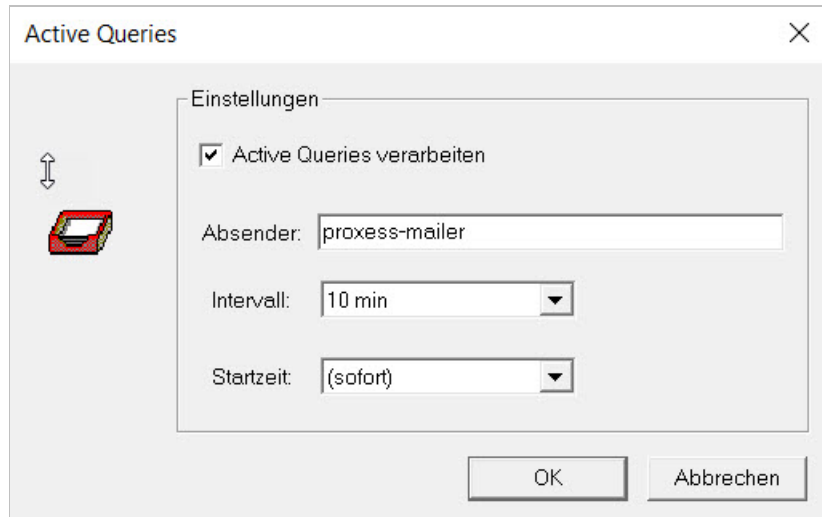 Active Queries
Einstellungen
Active Queries verarbeiten
Absender: proxess-mailer
Intervall: 10 min
Startzeit: (sofort)
OK Abbrechen